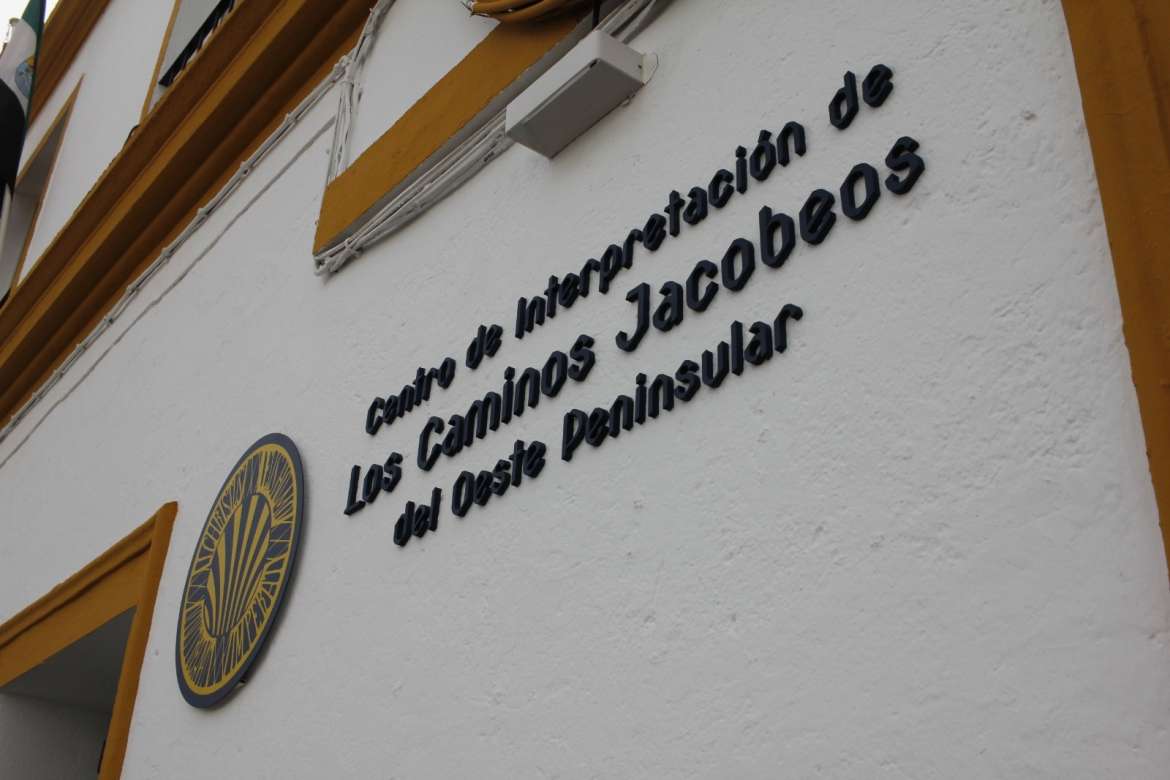 Centro de Interpretación de
Los Caminos Jacobeos
del Oeste Peninsular